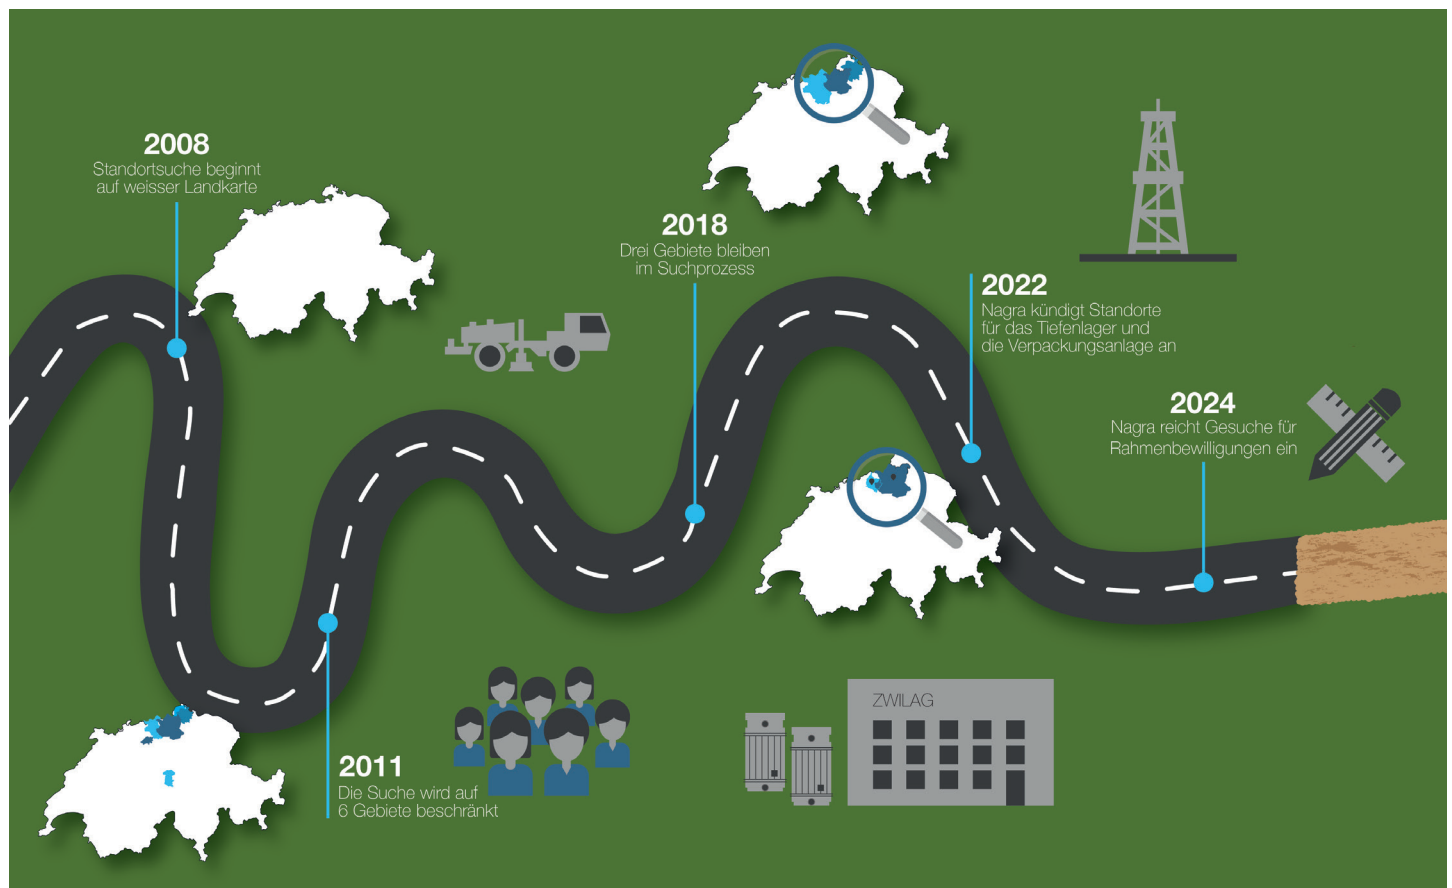 2008
Standortsuche beginnt
auf weisser Landkarte
2011
Die Suche wird auf
6 Gebiete beschränkt
2018
Drei Gebiete bleiben
im Suchprozess
2022
Nagra kündigt Standorte
für das Tiefenlager und
die Verpackungsanlage an
2024
Nagra reicht Gesuche für
Rahmenbewilligungen ein
ZWILAG